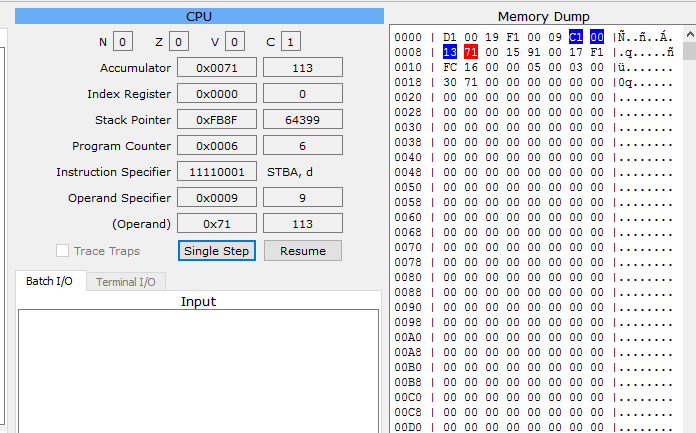 CPU
N 0 Z 0 V 0 C 1
Accumulator 0x0071 113
Index Register 0x0000 0
Stack Pointer 0xFB8F 64399
Program Counter 0x0006 6
Instruction Specifier 11110001 STBA, d
Operand Specifier 0x0009 9
(Operand) 0x71 113
Trace Traps Single Step Resume
Batch I/O Terminal I/O
Input
Memory Dump
0000 | D1 00 19 F1 00 09 C1 00 |Ñ..ñ..Á.
0008 | 13 71 00 15 91 00 17 F1 |.q.....ñ
0010 | FC 16 00 00 05 00 03 00 |ü.......
0018 | 30 71 00 00 00 00 00 00 |0q......
0020 | 00 00 00 00 00 00 00 00 |........
0028 | 00 00 00 00 00 00 00 00 |........
0030 | 00 00 00 00 00 00 00 00 |........
0038 | 00 00 00 00 00 00 00 00 |........
0040 | 00 00 00 00 00 00 00 00 |........
0048 | 00 00 00 00 00 00 00 00 |........
0050 | 00 00 00 00 00 00 00 00 |........
0058 | 00 00 00 00 00 00 00 00 |........
0060 | 00 00 00 00 00 00 00 00 |........
0068 | 00 00 00 00 00 00 00 00 |........
0070 | 00 00 00 00 00 00 00 00 |........
0078 | 00 00 00 00 00 00 00 00 |........
0080 | 00 00 00 00 00 00 00 00 |........
0088 | 00 00 00 00 00 00 00 00 |........
0090 | 00 00 00 00 00 00 00 00 |........
0098 | 00 00 00 00 00 00 00 00 |........
00A0 | 00 00 00 00 00 00 00 00 |........
00A8 | 00 00 00 00 00 00 00 00 |........
00B0 | 00 00 00 00 00 00 00 00 |........
00B8 | 00 00 00 00 00 00 00 00 |........
00C0 | 00 00 00 00 00 00 00 00 |........
00C8 | 00 00 00 00 00 00 00 00 |........
00D0 | 00 00 00 00 00 00 00 00 |........